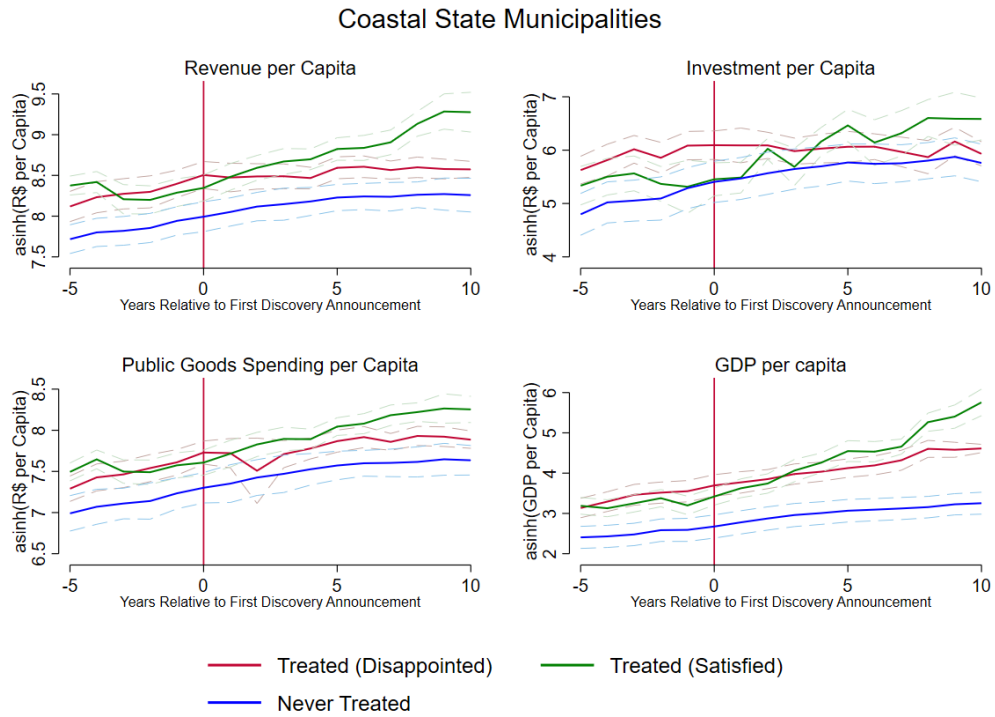 Coastal State Municipalities
Revenue per Capita
asinh(R$ per Capita)
9.5
9
8.5
8
7.5
-5 0 5 10
Years Relative to First Discovery Announcement
Investment per Capita
asinh(R$ per Capita)
7
6
5
4
-5 0 5 10
Years Relative to First Discovery Announcement
Public Goods Spending per Capita
asinh(R$ per Capita)
8.5
8
7.5
7
6.5
-5 0 5 10
Years Relative to First Discovery Announcement
GDP per capita
asinh(GDP per Capita)
6
5
4
3
2
-5 0 5 10
Years Relative to First Discovery Announcement
Treated (Disappointed)
Treated (Satisfied)
Never Treated